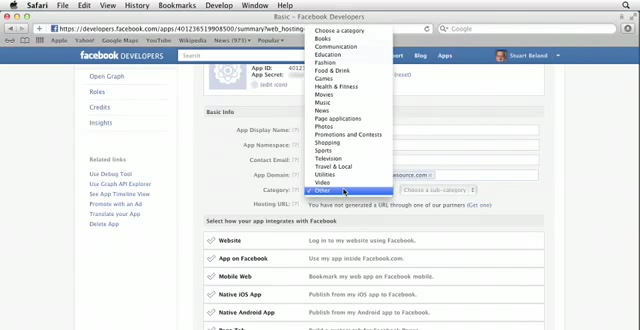 Safari File Edit View History Bookmarks Develop Window Help
Basic – Facebook Developers
https://developers.facebook.com/apps/401236519908500/summary?web_hosting=
Reader
Apple Yahoo! Google Maps YouTube Wikipedia News (973) Popular
facebook DEVELOPERS
Search
Blog
Apps
Stuart Beland
Choose a category
Books
Communication
Education
Fashion
Food & Drink
Games
Health & Fitness
Movies
Music
News
Page applications
Photos
Promotions and Contests
Shopping
Sports
Television
Travel & Local
Utilities
Video
✓ Other
Open Graph
Roles
Credits
Insights
Related links
Use Debug Tool
Use Graph API Explorer
See App Timeline View
Promote with an Ad
Translate your App
Delete App
App ID:
App Secret:
(reset)
(edit icon)
Basic Info
App Display Name: [?]
App Namespace: [?]
Contact Email: [?]
App Domain: [?]
Category: [?]
Choose a sub-category
Hosting URL: [?]
You have not generated a URL through one of our partners (Get one)
Select how your app integrates with Facebook
Website Log in to my website using Facebook.
App on Facebook Use my app inside Facebook.com.
Mobile Web Bookmark my web app on Facebook mobile.
Native iOS App Publish from my iOS app to Facebook.
Native Android App Publish from my Android app to Facebook.